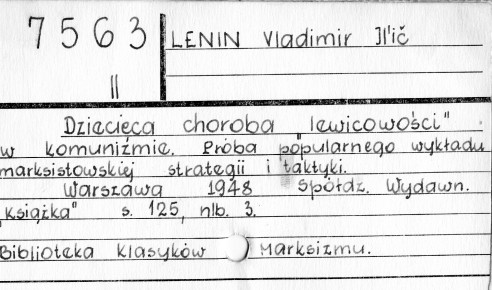 7563 LENIN Vladimir Il'ič
II
Dziecięca choroba „lewicowości"
w komuniźmie. Próba popularnego wykładu
marksistowskiej strategii i taktyki.
Warszawa 1948 Spółdz. Wydawn.
„Książka" s. 125, nlb. 3.
Biblioteka klasyków Marksizmu.